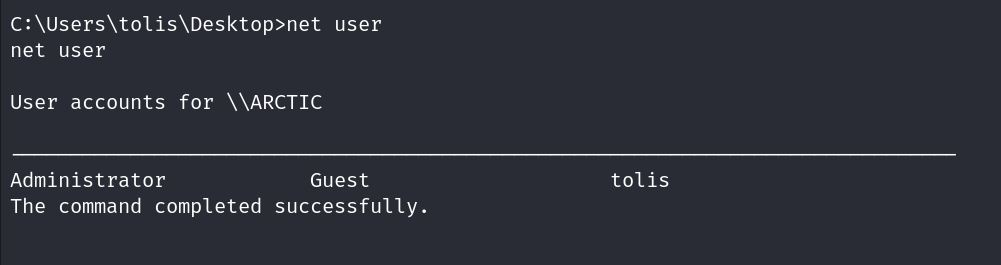 C:\Users\tolis\Desktop>net user
net user
User accounts for \\ARCTIC
Administrator Guest tolis
The command completed successfully.